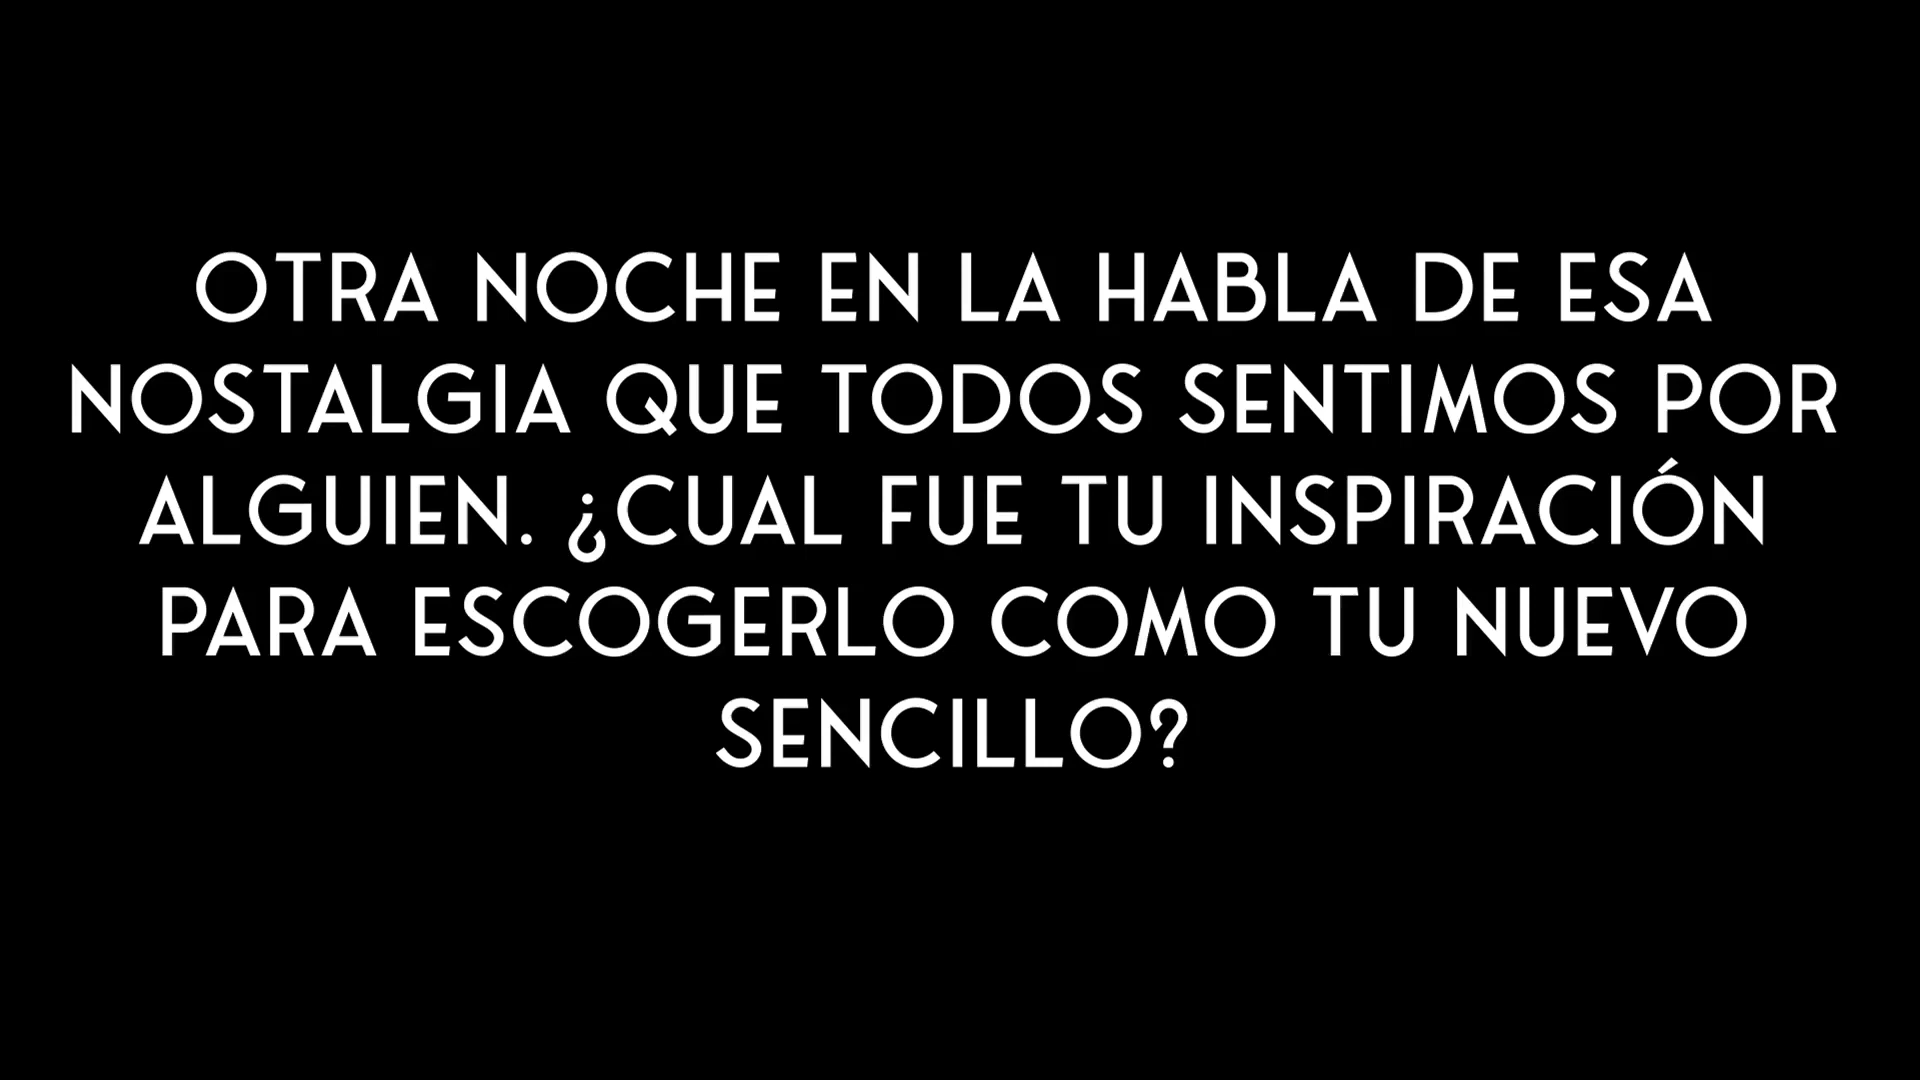 OTRA NOCHE EN LA HABLA DE ESA
NOSTALGIA QUE TODOS SENTIMOS POR
ALGUIEN. ¿CUAL FUE TU INSPIRACIÓN
PARA ESCOGERLO COMO TU NUEVO
SENCILLO?